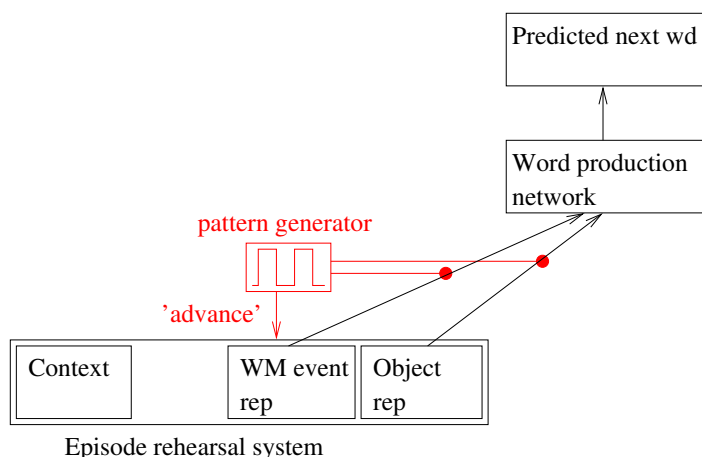 Predicted next wd
Word production
network
pattern generator
’advance’
Context
WM event
rep
Object
rep
Episode rehearsal system